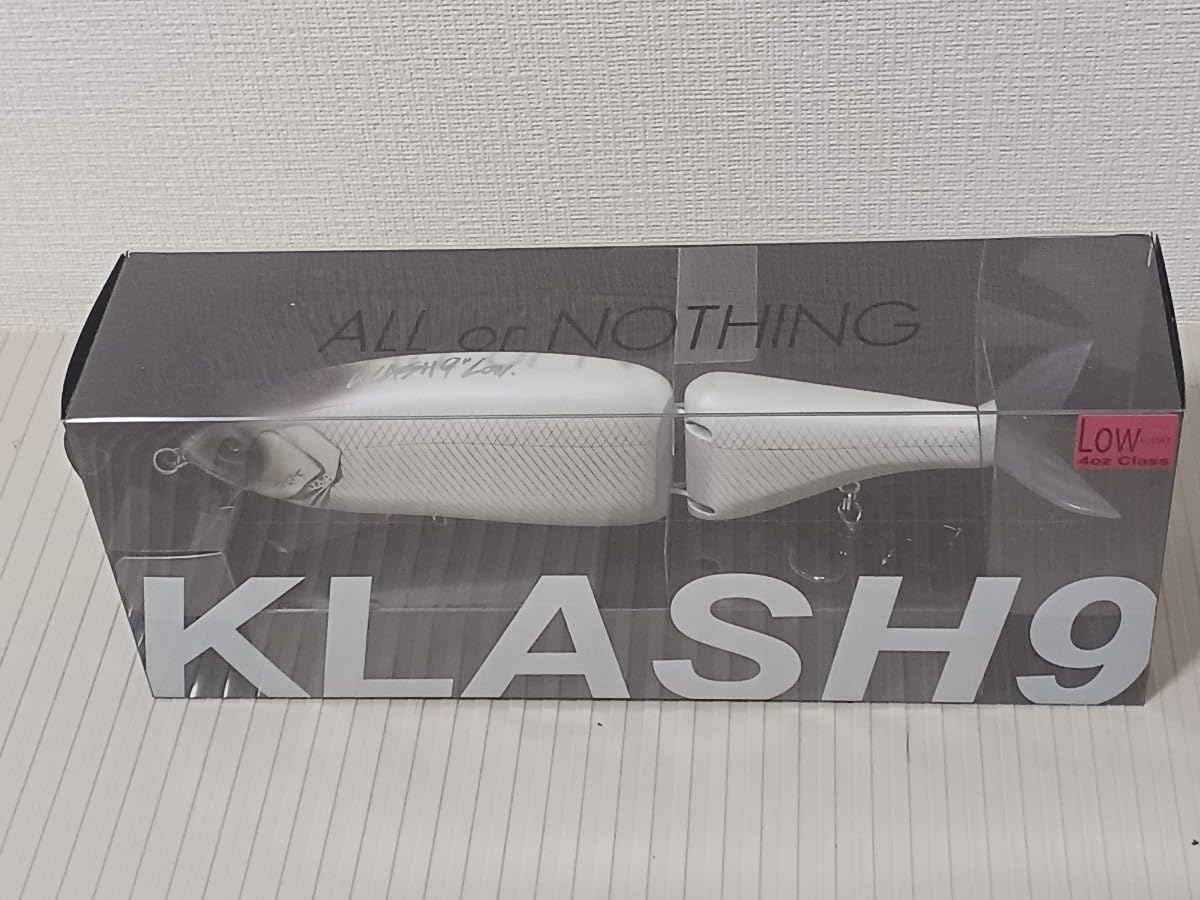 ALL or NOTHING
KLASH9" Low.
LOW
4oz Class
KLASH9